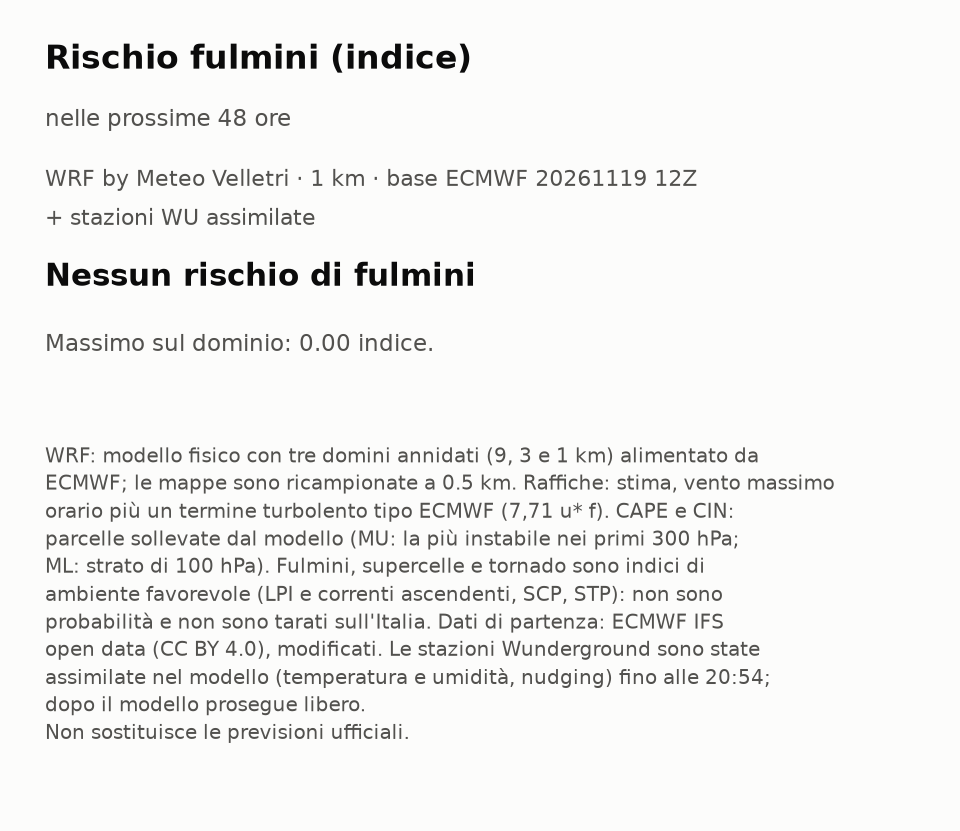 Rischio fulmini (indice)
nelle prossime 48 ore
WRF by Meteo Velletri · 1 km · base ECMWF 20261119 12Z
+ stazioni WU assimilate
Nessun rischio di fulmini
Massimo sul dominio: 0.00 indice.
WRF: modello fisico con tre domini annidati (9, 3 e 1 km) alimentato da
ECMWF; le mappe sono ricampionate a 0.5 km. Raffiche: stima, vento massimo
orario più un termine turbolento tipo ECMWF (7,71 u* f). CAPE e CIN:
parcelle sollevate dal modello (MU: la più instabile nei primi 300 hPa;
ML: strato di 100 hPa). Fulmini, supercelle e tornado sono indici di
ambiente favorevole (LPI e correnti ascendenti, SCP, STP): non sono
probabilità e non sono tarati sull'Italia. Dati di partenza: ECMWF IFS
open data (CC BY 4.0), modificati. Le stazioni Wunderground sono state
assimilate nel modello (temperatura e umidità, nudging) fino alle 20:54;
dopo il modello prosegue libero.
Non sostituisce le previsioni ufficiali.